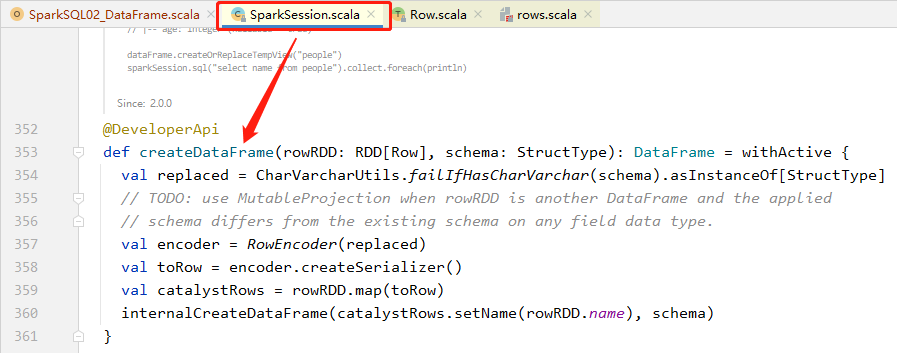 SparkSQL02_DataFrame.scala SparkSession.scala Row.scala rows.scala
// |-- age: integer (nullable = true)
dataFrame.createOrReplaceTempView("people")
sparkSession.sql("select name from people").collect.foreach(println)
Since: 2.0.0
352 @DeveloperApi
353 def createDataFrame(rowRDD: RDD[Row], schema: StructType): DataFrame = withActive {
354 val replaced = CharVarcharUtils.failIfHasCharVarchar(schema).asInstanceOf[StructType]
355 // TODO: use MutableProjection when rowRDD is another DataFrame and the applied
356 // schema differs from the existing schema on any field data type.
357 val encoder = RowEncoder(replaced)
358 val toRow = encoder.createSerializer()
359 val catalystRows = rowRDD.map(toRow)
360 internalCreateDataFrame(catalystRows.setName(rowRDD.name), schema)
361 }